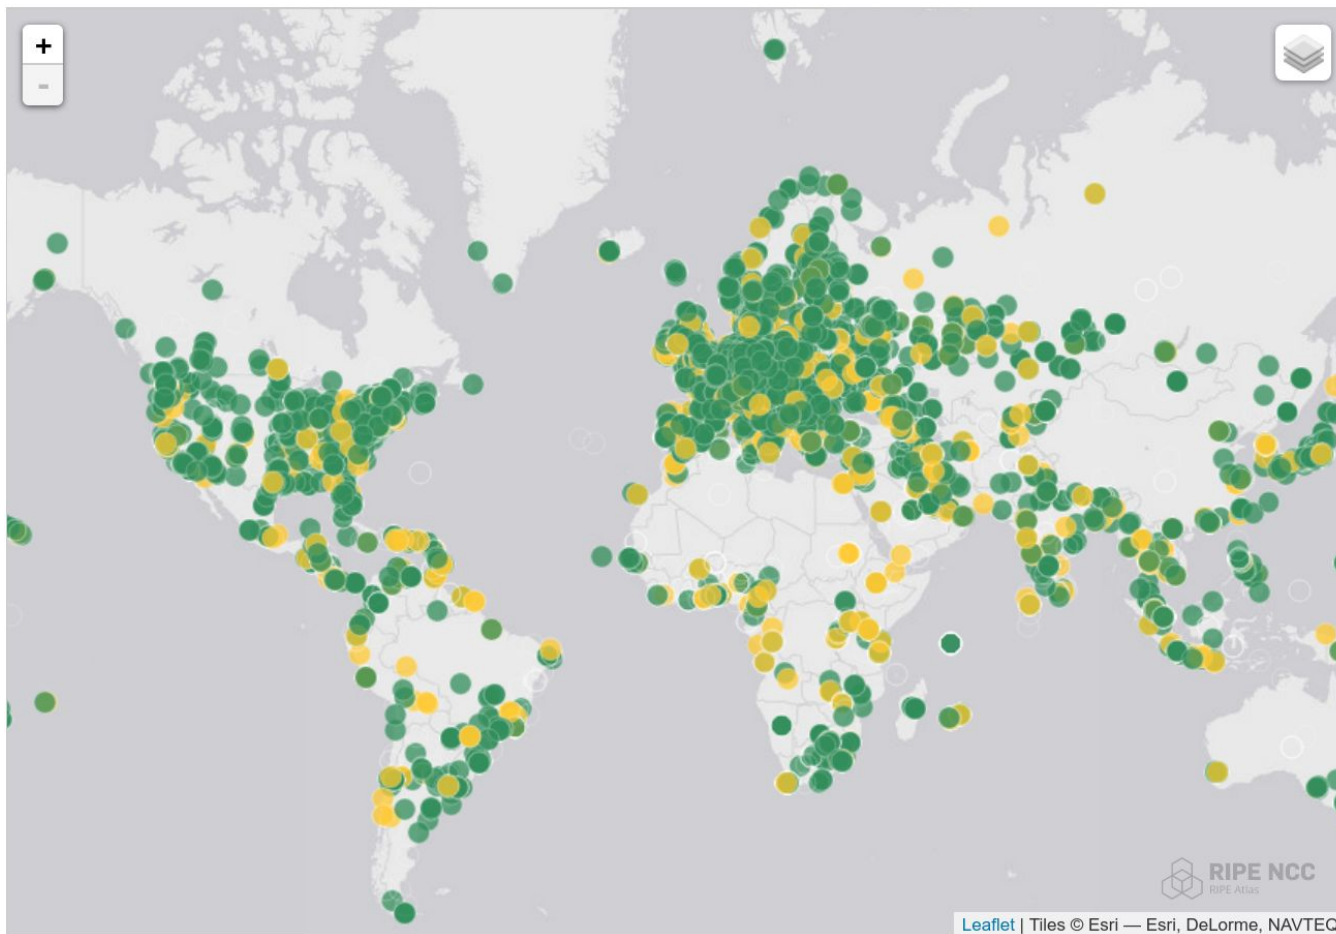 +
-
RIPE NCC
RIPE Atlas
Leaflet | Tiles © Esri — Esri, DeLorme, NAVTEQ